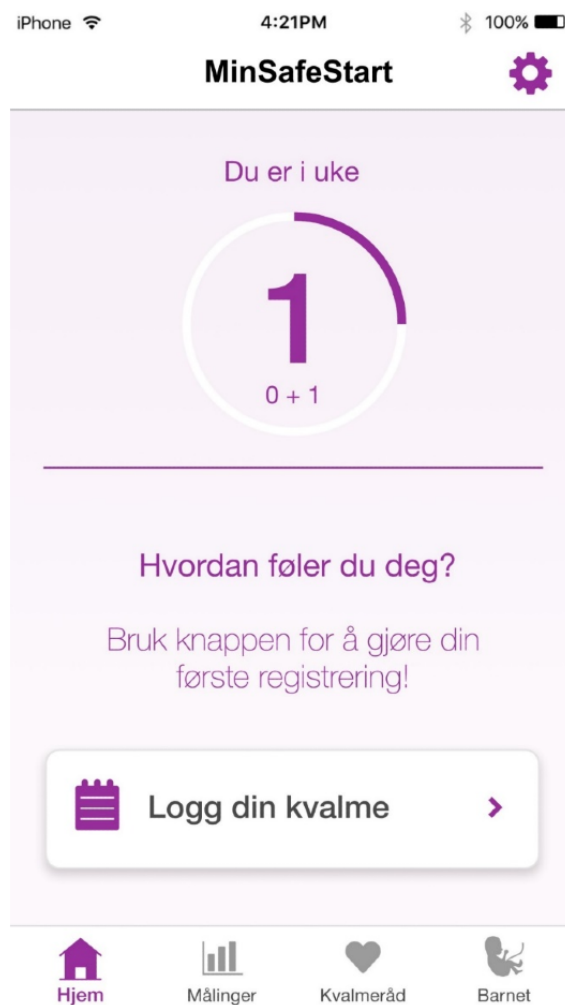 iPhone 4:21PM 100%
MinSafeStart
Du er i uke
1
0 + 1
Hvordan føler du deg?
Bruk knappen for å gjøre din
første registrering!
Logg din kvalme
Hjem Målinger Kvalmeråd Barnet